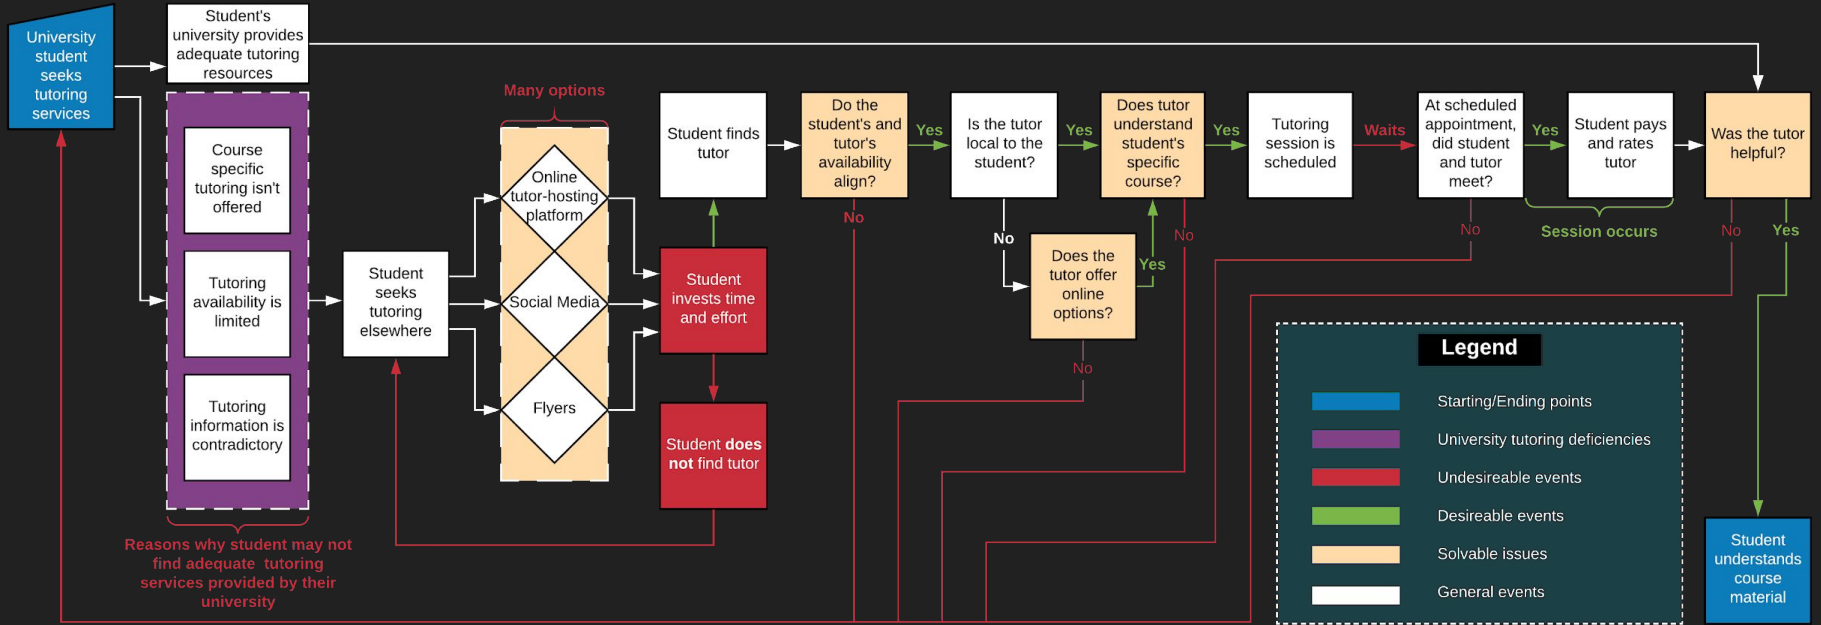 University
student
seeks
tutoring
services
Student's
university provides
adequate tutoring
resources
Course
specific
tutoring isn't
offered
Tutoring
availability is
limited
Tutoring
information is
contradictory
Reasons why student may not
find adequate tutoring
services provided by their
university
Student
seeks
tutoring
elsewhere
Many options
Online
tutor-hosting
platform
Social Media
Flyers
Student finds
tutor
Student
invests time
and effort
Student does
not find tutor
Do the
student's and
tutor's
availability
align?
Yes
No
Is the tutor
local to the
student?
Yes
No
Does the
tutor offer
online
options?
Yes
No
Does tutor
understand
student's
specific
course?
Yes
No
Tutoring
session is
scheduled
Waits
At scheduled
appointment,
did student
and tutor
meet?
Yes
No
Student pays
and rates
tutor
Session occurs
Was the tutor
helpful?
No
Yes
Student
understands
course
material
Legend
Starting/Ending points
University tutoring deficiencies
Undesireable events
Desireable events
Solvable issues
General events